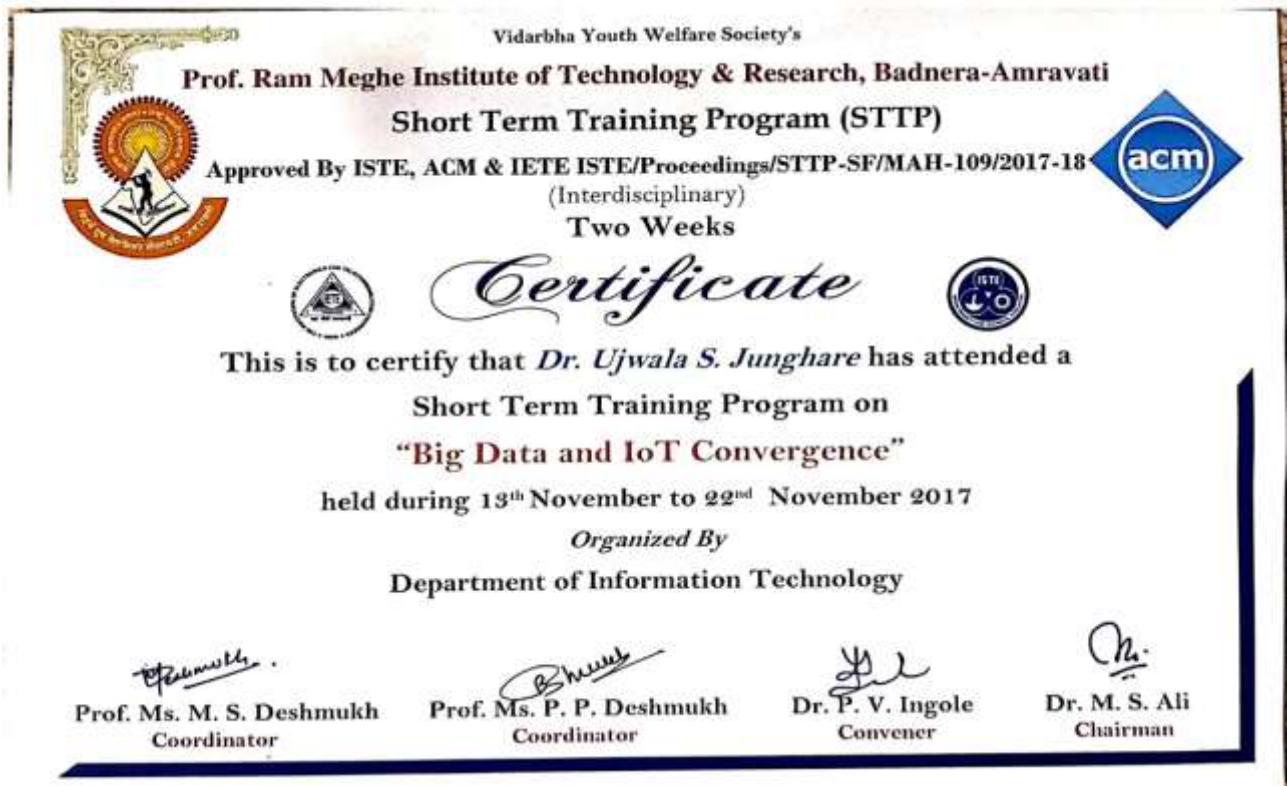 Vidarbha Youth Welfare Society's
Prof. Ram Meghe Institute of Technology & Research, Badnera-Amravati
Short Term Training Program (STTP)
Approved By ISTE, ACM & IETE ISTE/Proceedings/STTP-SF/MAH-109/2017-18
(Interdisciplinary)
Two Weeks
acm
Certificate
IETE
ISTE
This is to certify that Dr. Ujwala S. Junghare has attended a
Short Term Training Program on
“Big Data and IoT Convergence”
held during 13th November to 22nd November 2017
Organized By
Department of Information Technology
Prof. Ms. M. S. Deshmukh
Coordinator
Prof. Ms. P. P. Deshmukh
Coordinator
Dr. P. V. Ingole
Convener
Dr. M. S. Ali
Chairman